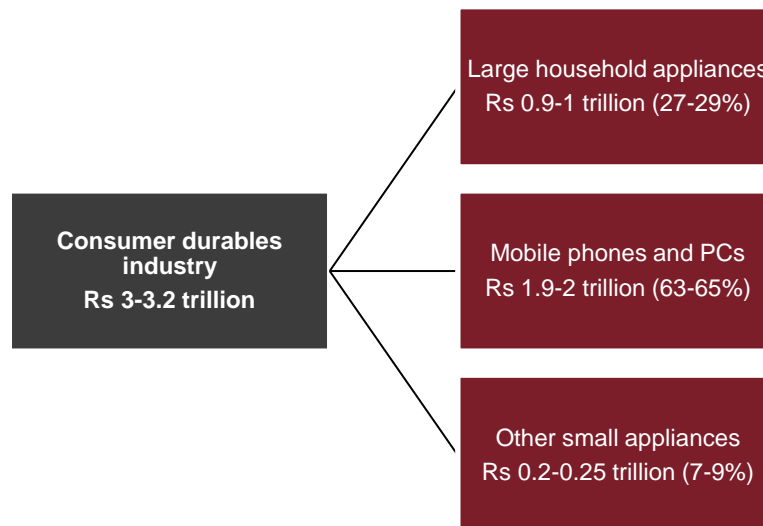 Large household appliances
Rs 0.9-1 trillion (27-29%)
Consumer durables
industry
Rs 3-3.2 trillion
Mobile phones and PCs
Rs 1.9-2 trillion (63-65%)
Other small appliances
Rs 0.2-0.25 trillion (7-9%)